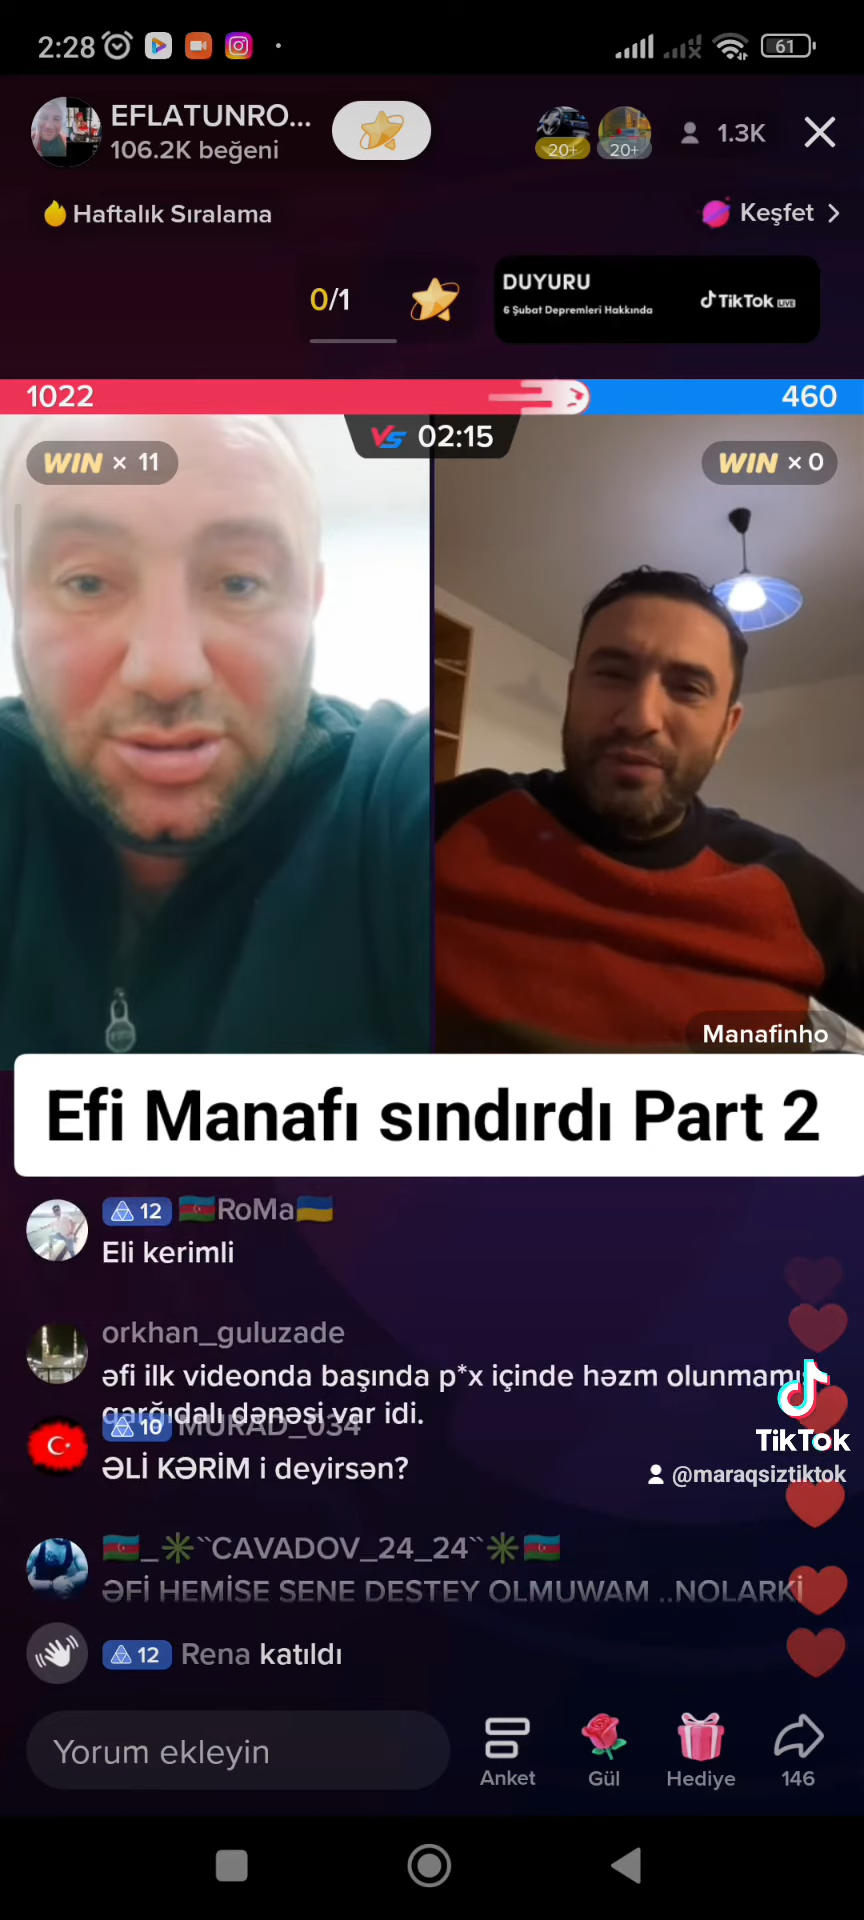 2:28
61
EFLATUNRO...
106.2K beğeni
20+
20+
1.3K
Haftalık Sıralama
Keşfet
0/1
DUYURU
6 Şubat Depremleri Hakkında
TikTok LIVE
1022
460
VS 02:15
WIN × 11
WIN × 0
Manafinho
Efi Manafı sındırdı Part 2
12 RoMa
Eli kerimli
orkhan_guluzade
əfi ilk videonda başında p*x içinde həzm olunmamış
qarğıdalı dənəsi var idi.
10 MURAD_034
ƏLİ KƏRİM i deyirsən?
TikTok
@maraqsiztiktok
_✳``CAVADOV_24_24``✳
ƏFİ HEMİSE SENE DESTEY OLMUWAM ..NOLARKİ
12 Rena katıldı
Yorum ekleyin
Anket
Gül
Hediye
146